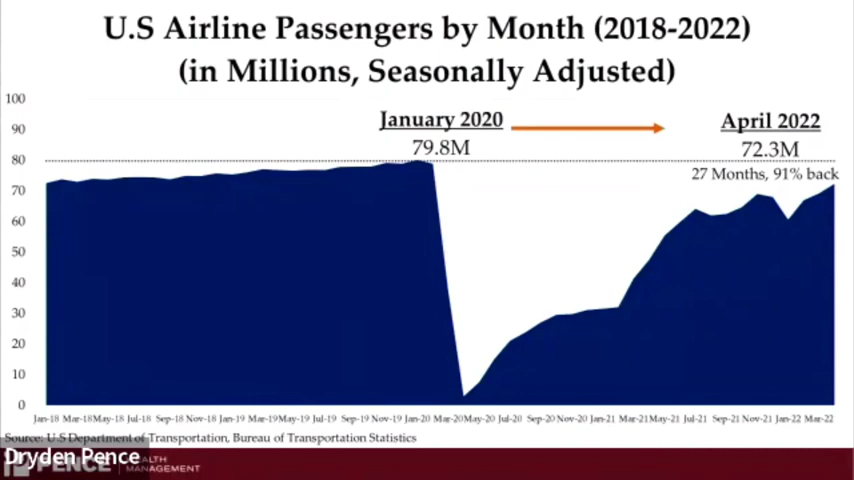 U.S Airline Passengers by Month (2018-2022)
(in Millions, Seasonally Adjusted)
100
90
80
70
60
50
40
30
20
10
0
January 2020
79.8M
April 2022
72.3M
27 Months, 91% back
Jan-18 Mar-18 May-18 Jul-18 Sep-18 Nov-18 Jan-19 Mar-19 May-19 Jul-19 Sep-19 Nov-19 Jan-20 Mar-20 May-20 Jul-20 Sep-20 Nov-20 Jan-21 Mar-21 May-21 Jul-21 Sep-21 Nov-21 Jan-22 Mar-22
Source: U.S Department of Transportation, Bureau of Transportation Statistics
Dryden Pence
PENCE
MANAGEMENT